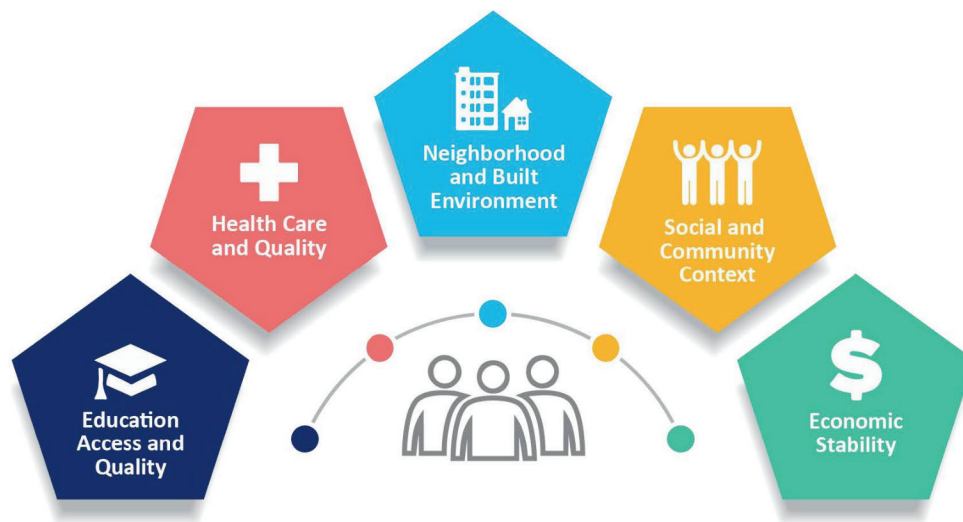 Education
Access and
Quality
Health Care
and Quality
Neighborhood
and Built
Environment
Social and
Community
Context
$
Economic
Stability